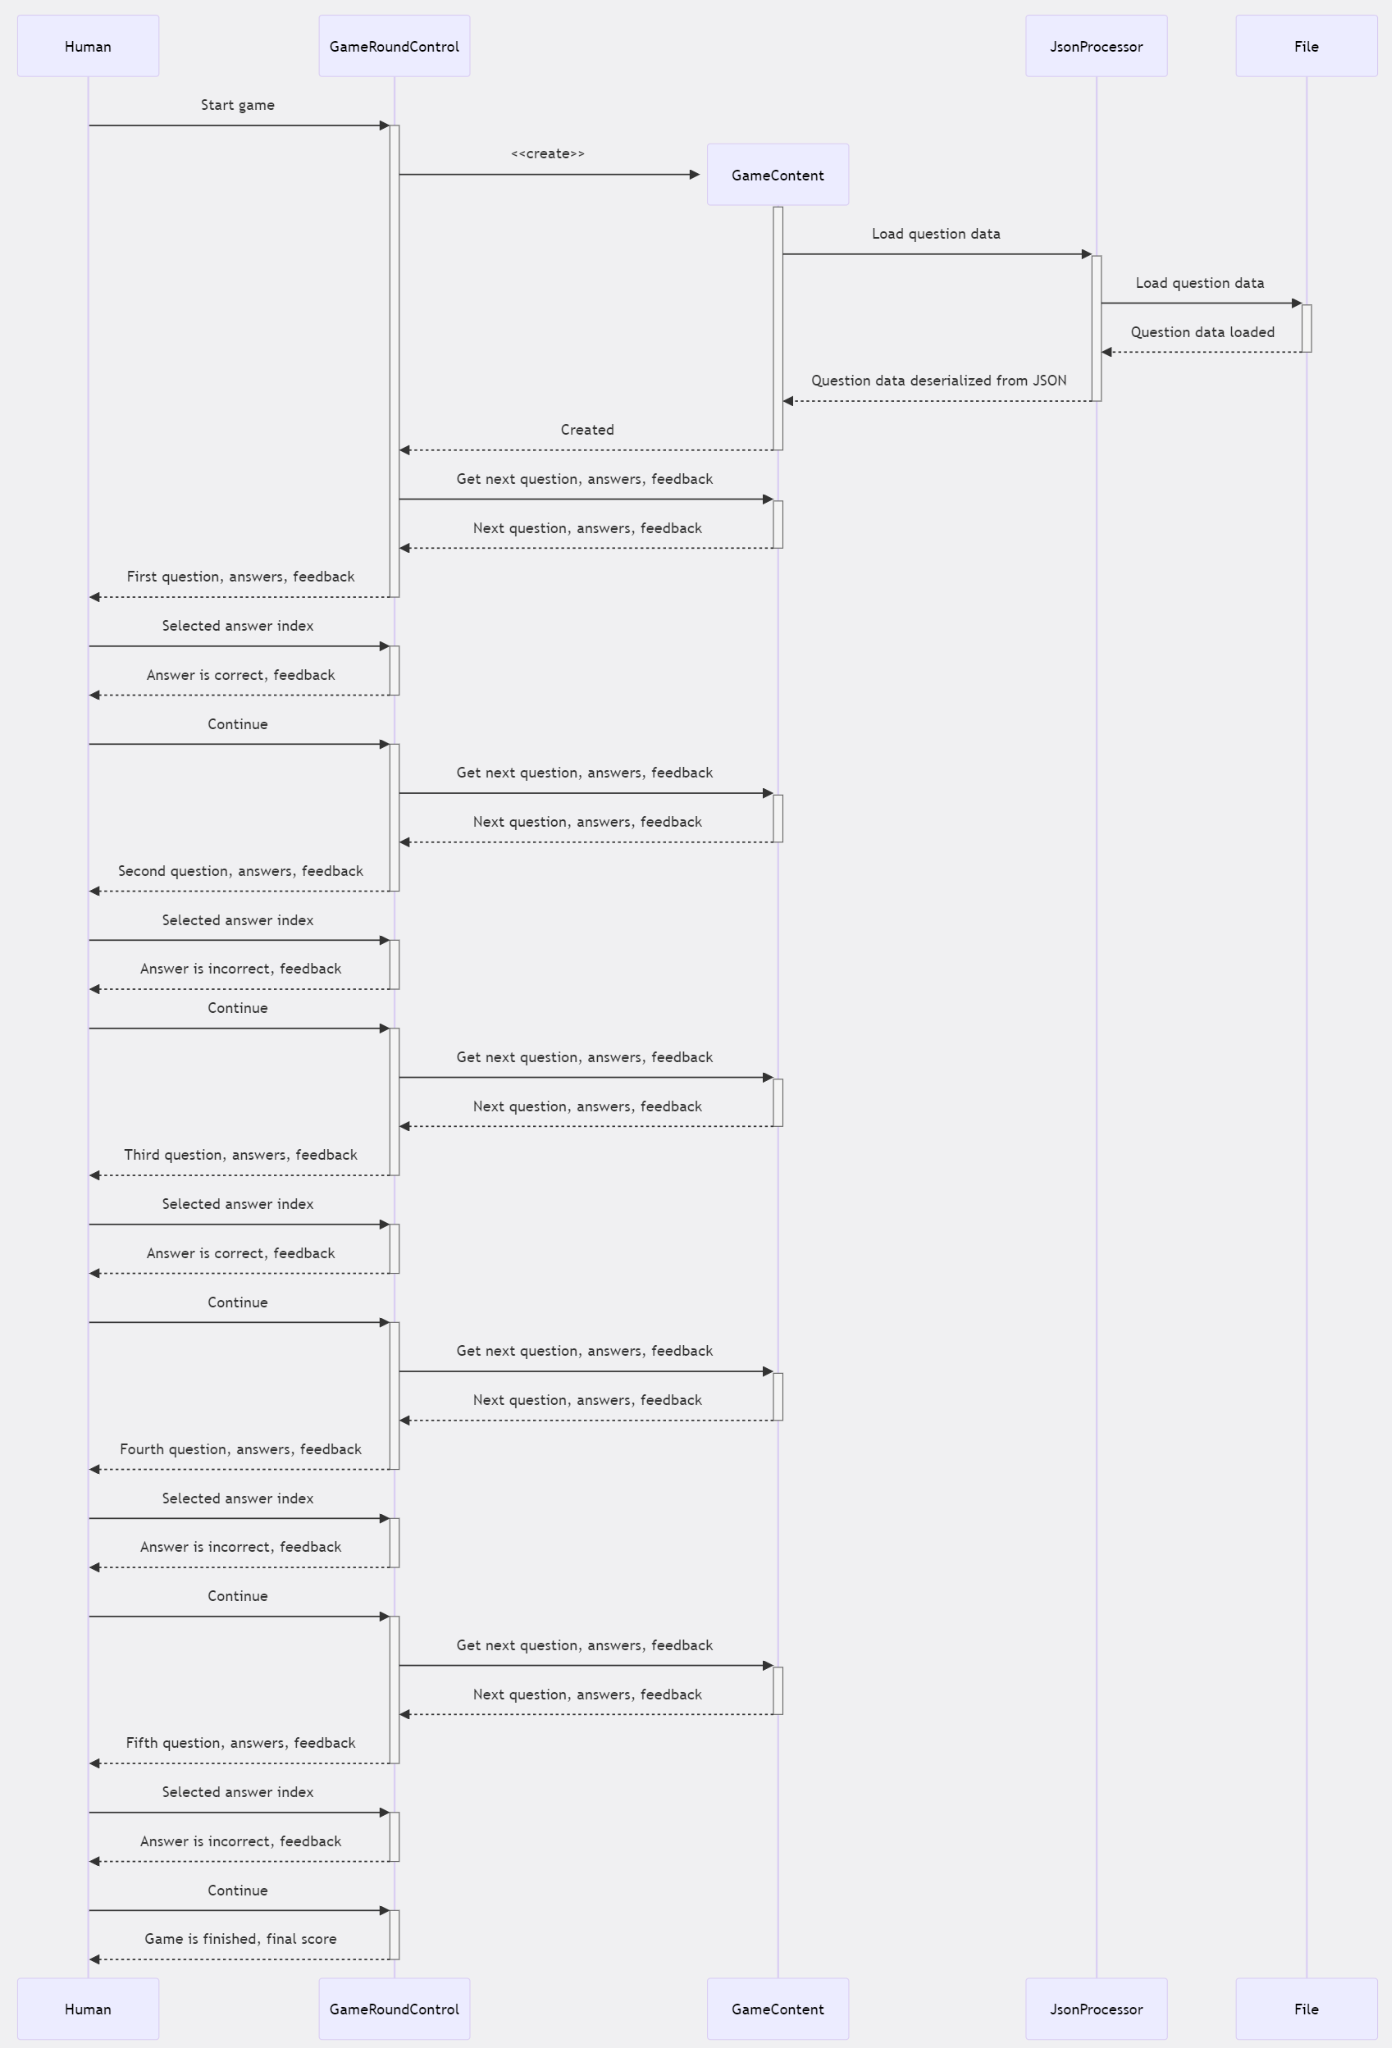 Human
GameRoundControl
JsonProcessor
File
Start game
<<create>>
GameContent
Load question data
Load question data
Question data loaded
Question data deserialized from JSON
Created
Get next question, answers, feedback
Next question, answers, feedback
First question, answers, feedback
Selected answer index
Answer is correct, feedback
Continue
Get next question, answers, feedback
Next question, answers, feedback
Second question, answers, feedback
Selected answer index
Answer is incorrect, feedback
Continue
Get next question, answers, feedback
Next question, answers, feedback
Third question, answers, feedback
Selected answer index
Answer is correct, feedback
Continue
Get next question, answers, feedback
Next question, answers, feedback
Fourth question, answers, feedback
Selected answer index
Answer is incorrect, feedback
Continue
Get next question, answers, feedback
Next question, answers, feedback
Fifth question, answers, feedback
Selected answer index
Answer is incorrect, feedback
Continue
Game is finished, final score
Human
GameRoundControl
GameContent
JsonProcessor
File